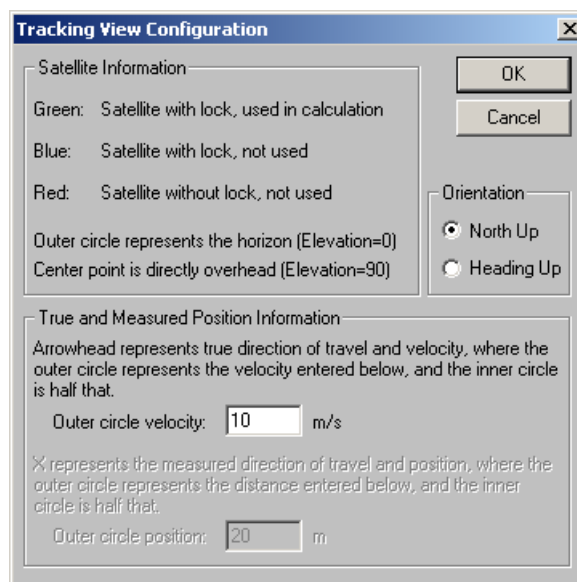 Tracking View Configuration
Satellite Information
Green: Satellite with lock, used in calculation
Blue: Satellite with lock, not used
Red: Satellite without lock, not used
Outer circle represents the horizon (Elevation=0)
Center point is directly overhead (Elevation=90)
OK
Cancel
Orientation
North Up
Heading Up
True and Measured Position Information
Arrowhead represents true direction of travel and velocity, where the
outer circle represents the velocity entered below, and the inner circle
is half that.
Outer circle velocity: 10 m/s
X represents the measured direction of travel and position, where the
outer circle represents the distance entered below, and the inner
circle is half that.
Outer circle position: 20 m